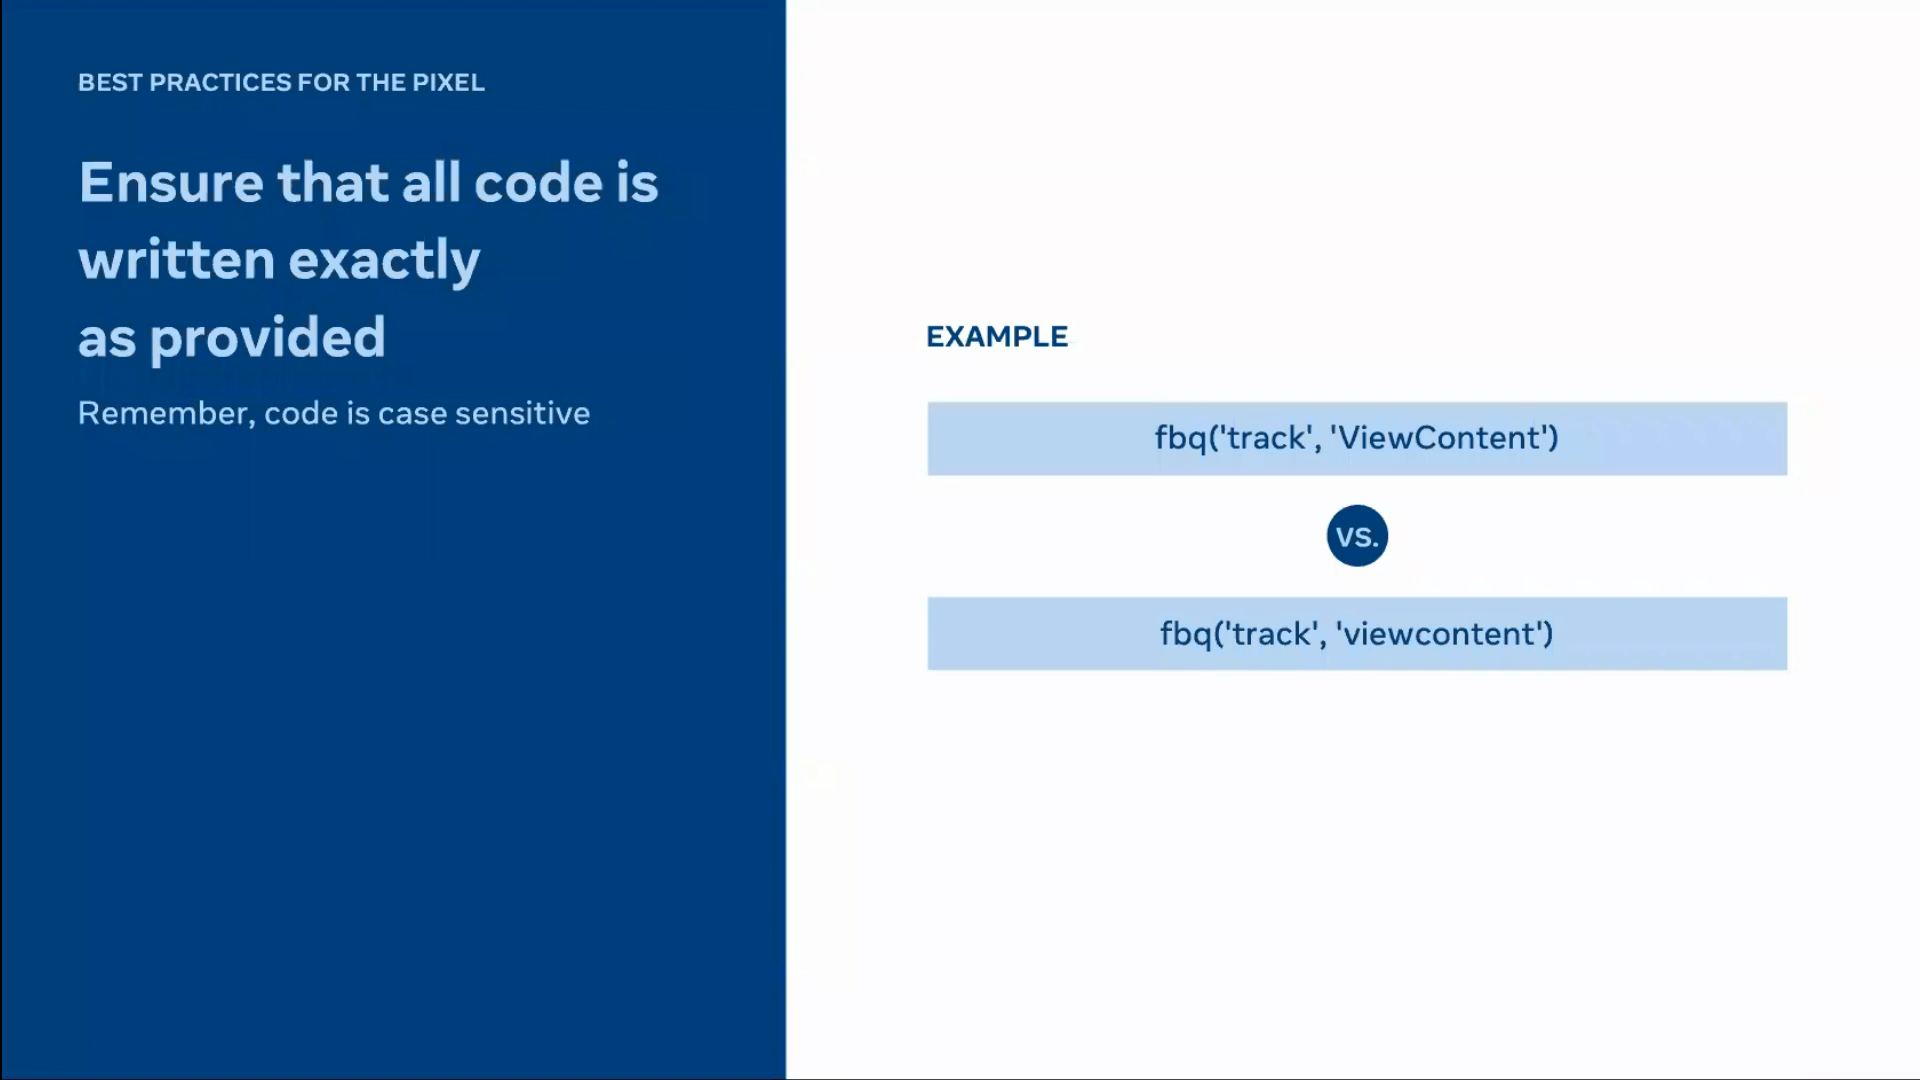 BEST PRACTICES FOR THE PIXEL
Ensure that all code is
written exactly
as provided
Remember, code is case sensitive
EXAMPLE
fbq('track', 'ViewContent')
VS.
fbq('track', 'viewcontent')